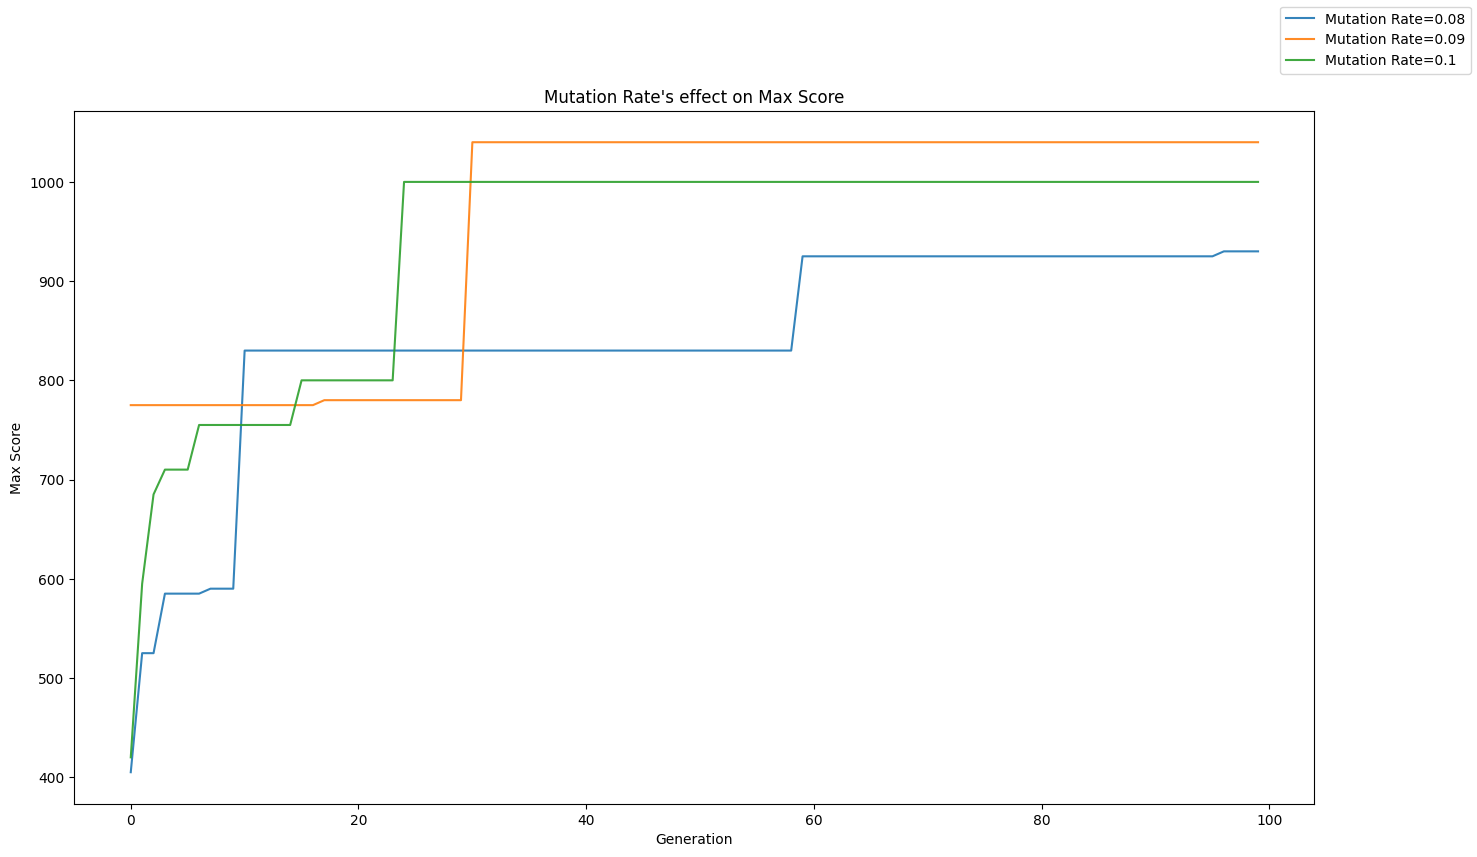 Mutation Rate=0.08
Mutation Rate=0.09
Mutation Rate=0.1
Mutation Rate's effect on Max Score
1000
900
800
700
600
500
400
Max Score
0 20 40 60 80 100
Generation